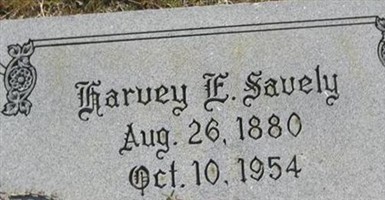 Harvey E. Savely
Aug. 26, 1880
Oct. 10, 1954